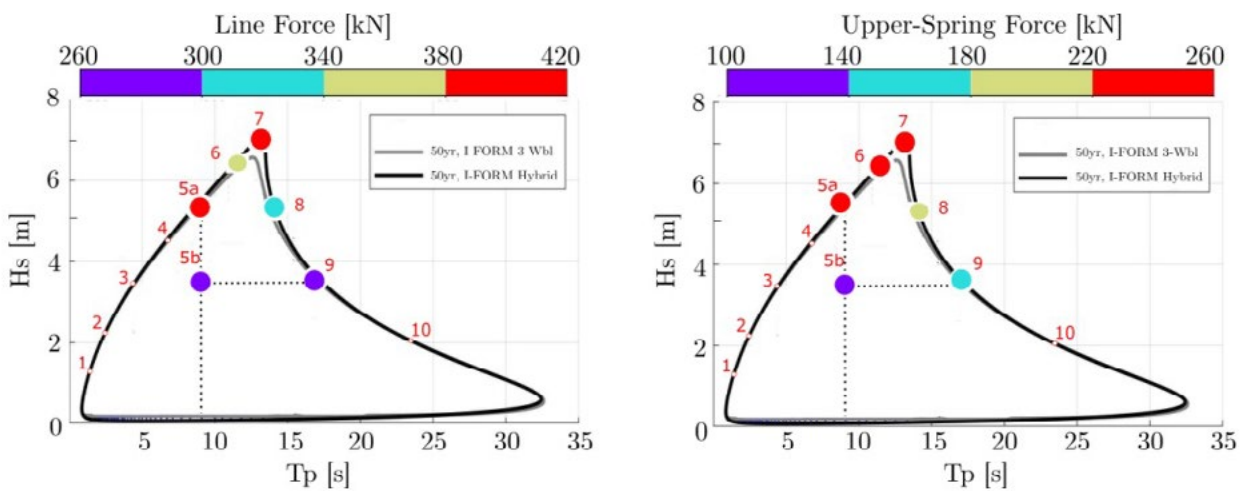 Line Force [kN]
260 300 340 380 420
8
6
4
2
0
Hs [m]
50yr, I FORM 3 Wbl
50yr, I-FORM Hybrid
1
2
3
4
5a
5b
6
7
8
9
10
5 10 15 20 25 30 35
Tp [s]
Upper-Spring Force [kN]
100 140 180 220 260
8
6
4
2
0
Hs [m]
50yr, I-FORM 3-Wbl
50yr, I-FORM Hybrid
1
2
3
4
5a
5b
6
7
8
9
10
5 10 15 20 25 30 35
Tp [s]